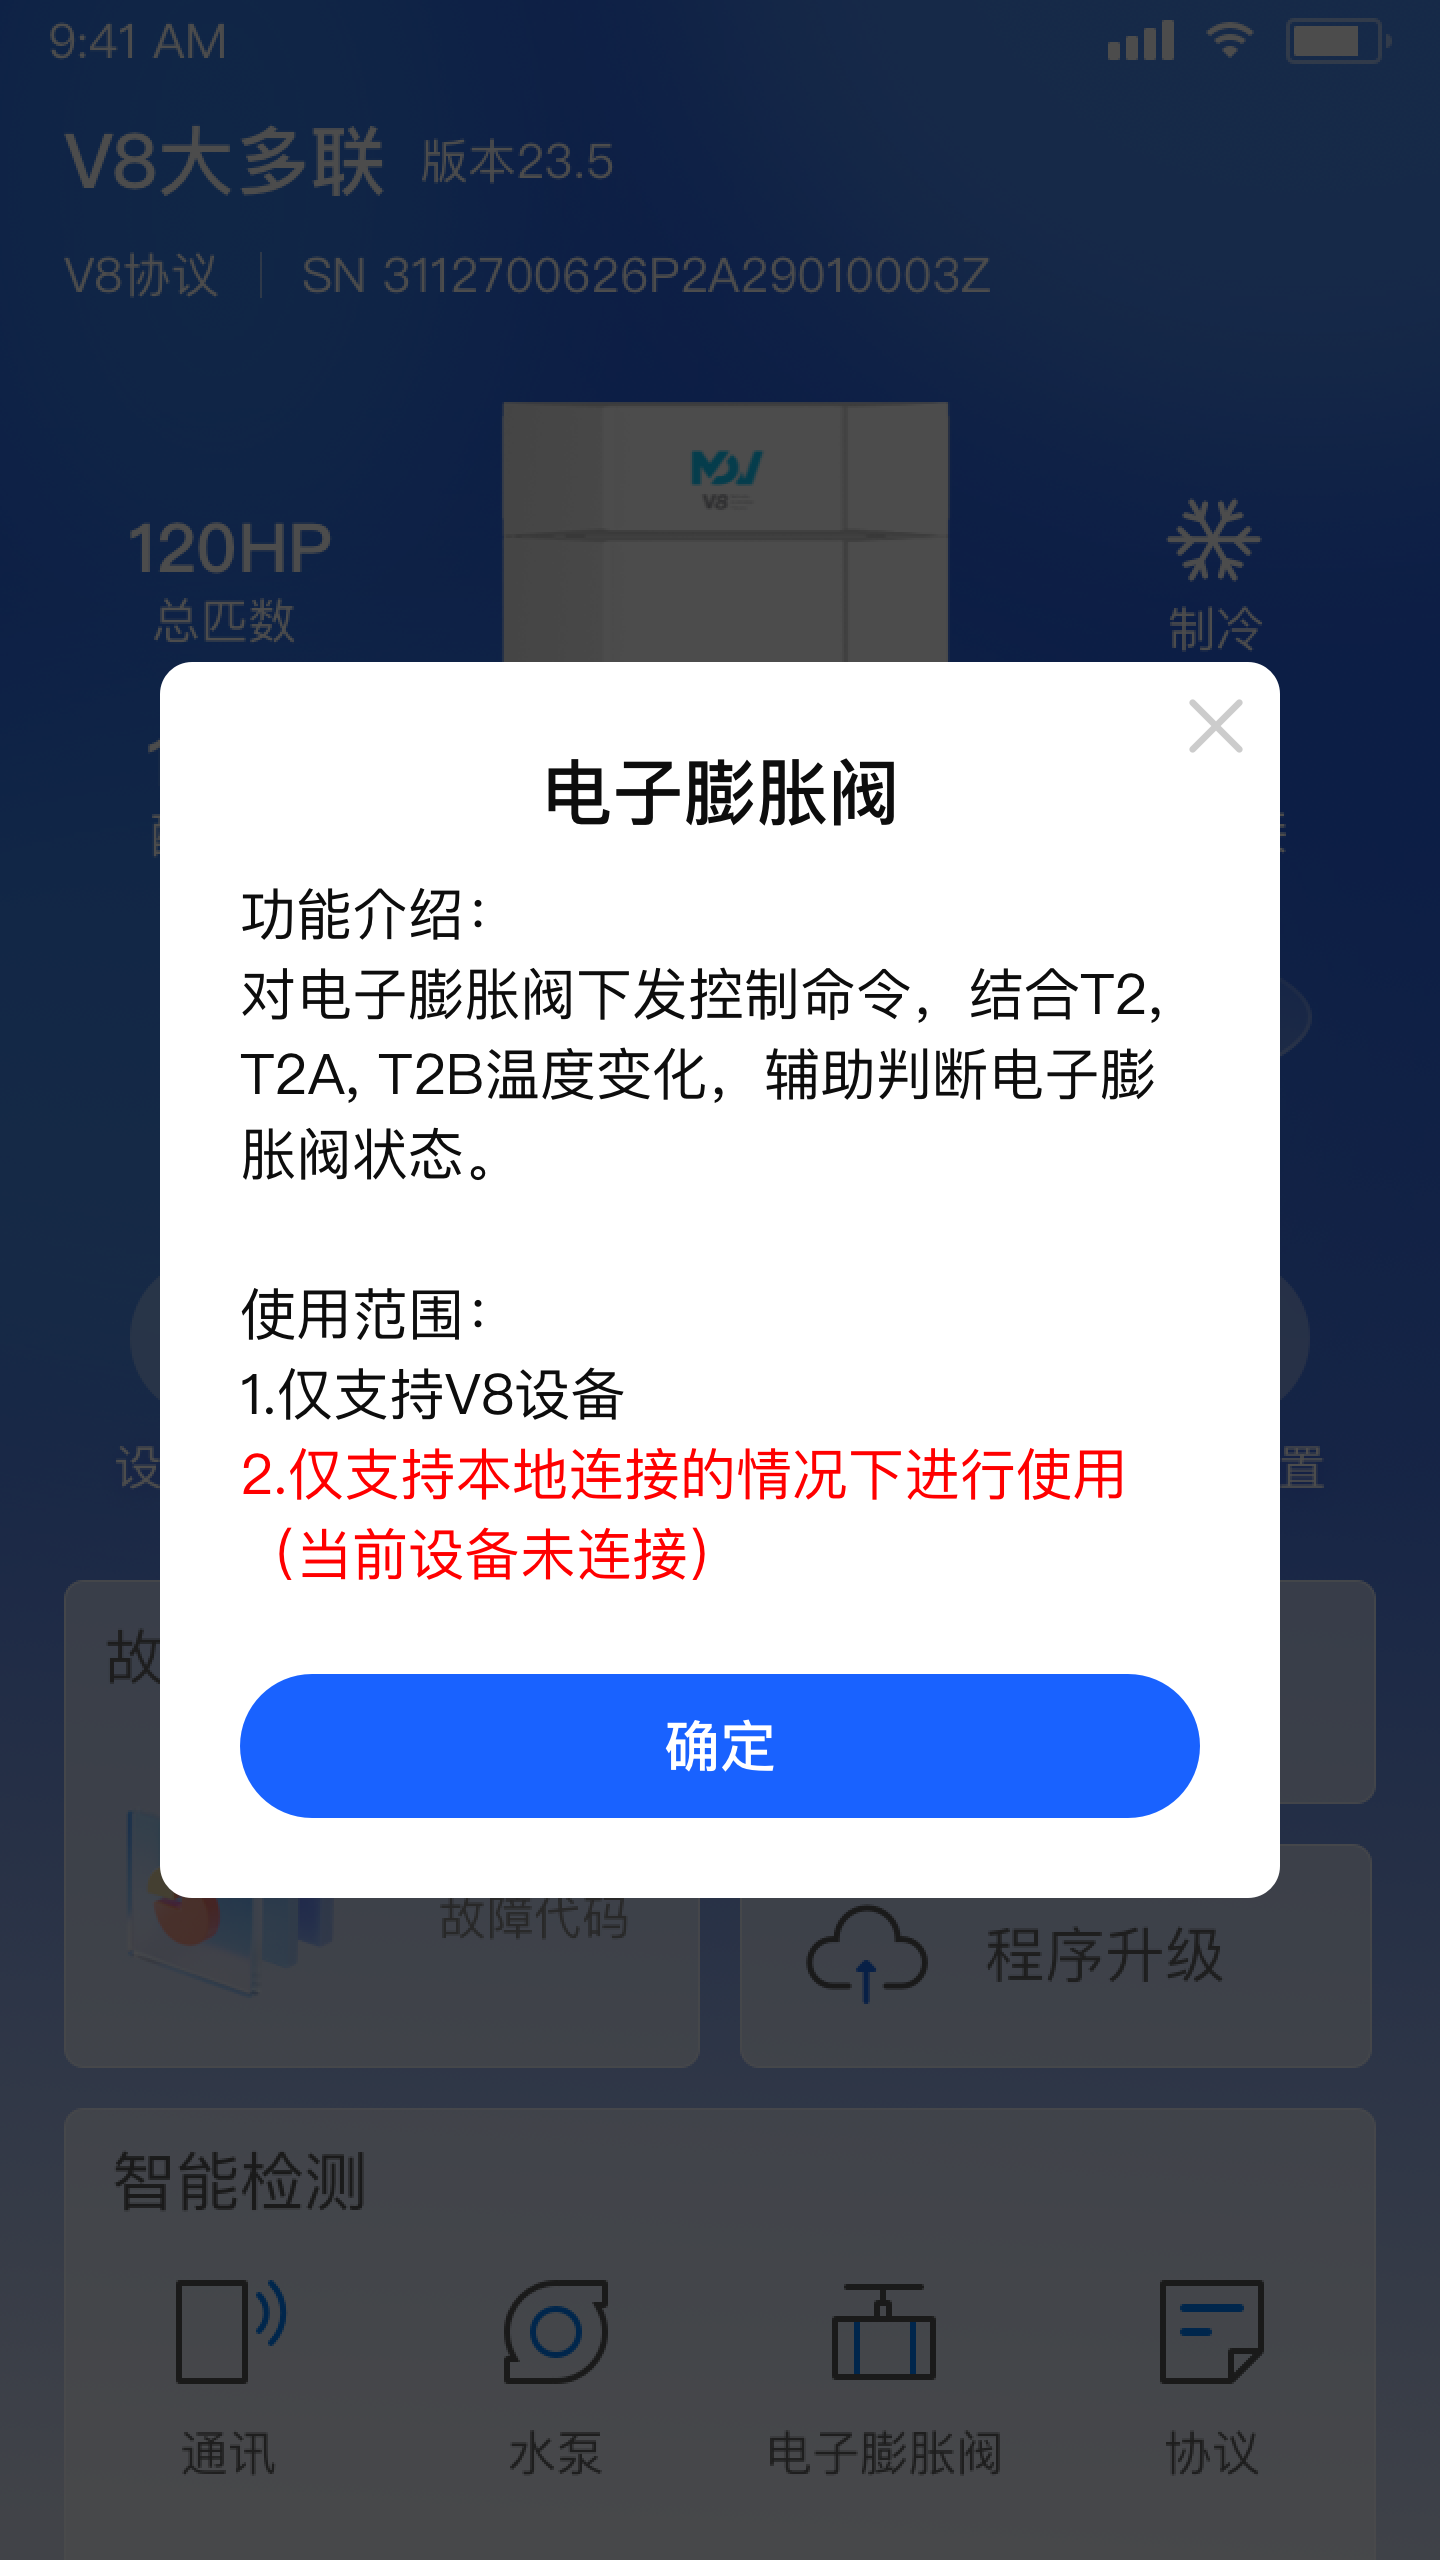 9:41 AM
V8大多联 版本23.5
V8协议 SN 3112700626P2A29010003Z
MDV
V8
120HP
总匹数
制冷
电子膨胀阀
功能介绍：
对电子膨胀阀下发控制命令，结合T2,
T2A, T2B温度变化，辅助判断电子膨
胀阀状态。
使用范围：
1.仅支持V8设备
2.仅支持本地连接的情况下进行使用
（当前设备未连接）
设
置
故
确定
故障代码
程序升级
智能检测
通讯
水泵
电子膨胀阀
协议